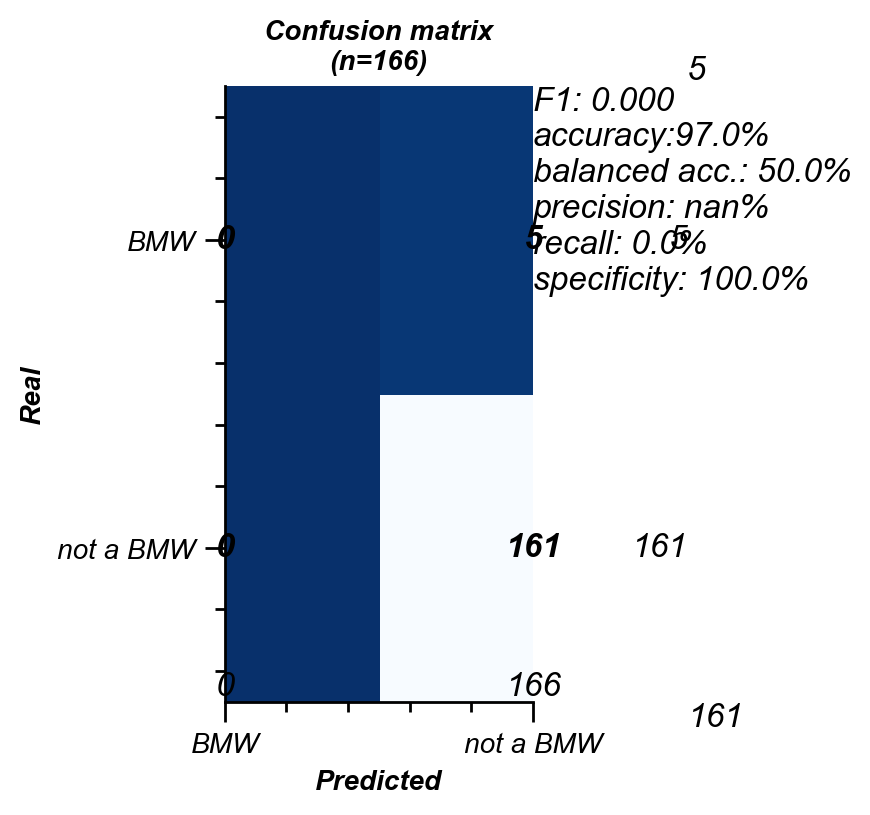 Confusion matrix
(n=166)
5
F1: 0.000
accuracy:97.0%
balanced acc.: 50.0%
precision: nan%
BMW 0 5 recall: 0.0% 5
specificity: 100.0%
Real
not a BMW 0 161 161
0 166
161
BMW not a BMW
Predicted